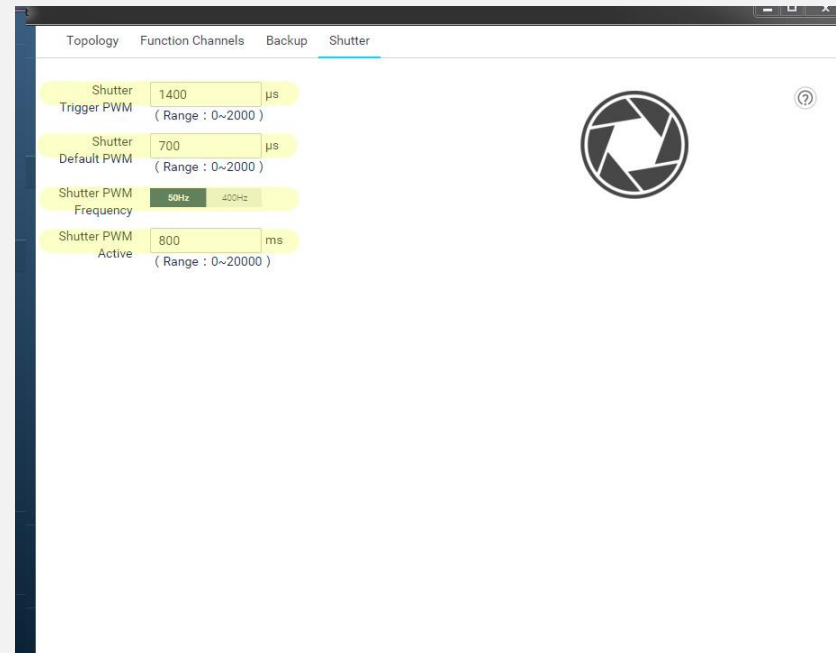 Topology Function Channels Backup Shutter
Shutter
Trigger PWM
1400 μs
( Range : 0~2000 )
Shutter
Default PWM
700 μs
( Range : 0~2000 )
Shutter PWM
Frequency
50Hz 400Hz
Shutter PWM
Active
800 ms
( Range : 0~20000 )
?